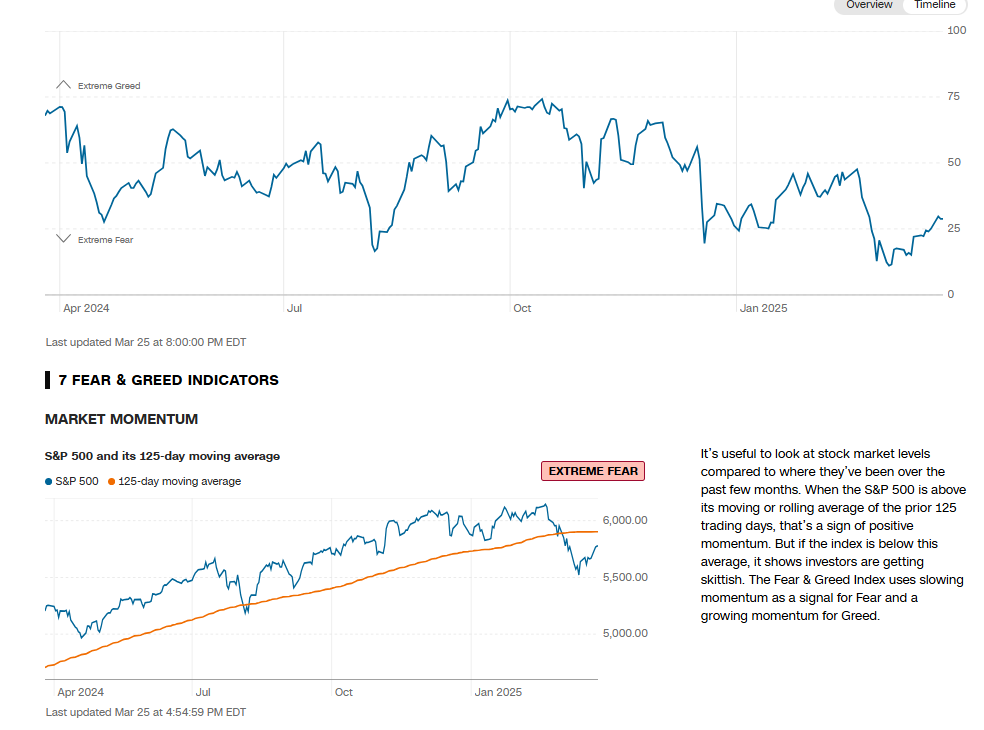 Overview Timeline
100
Extreme Greed
75
50
25
Extreme Fear
0
Apr 2024 Jul Oct Jan 2025
Last updated Mar 25 at 8:00:00 PM EDT
7 FEAR & GREED INDICATORS
MARKET MOMENTUM
S&P 500 and its 125-day moving average
EXTREME FEAR
S&P 500 125-day moving average
6,000.00
5,500.00
5,000.00
Apr 2024 Jul Oct Jan 2025
Last updated Mar 25 at 4:54:59 PM EDT
It's useful to look at stock market levels
compared to where they've been over the
past few months. When the S&P 500 is above
its moving or rolling average of the prior 125
trading days, that's a sign of positive
momentum. But if the index is below this
average, it shows investors are getting
skittish. The Fear & Greed Index uses slowing
momentum as a signal for Fear and a
growing momentum for Greed.